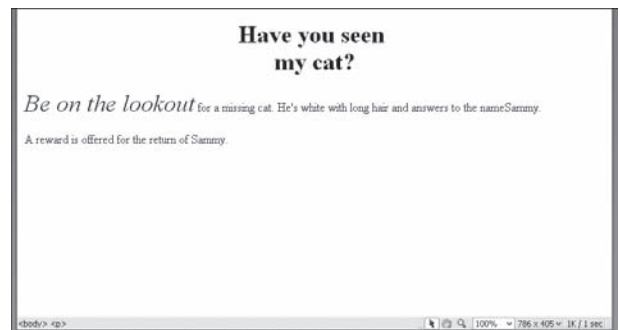 Have you seen
my cat?
Be on the lookout for a missing cat. He's white with long hair and answers to the nameSammy.
A reward is offered for the return of Sammy.
<body> <p> 100% 786 x 405 1K / 1 sec